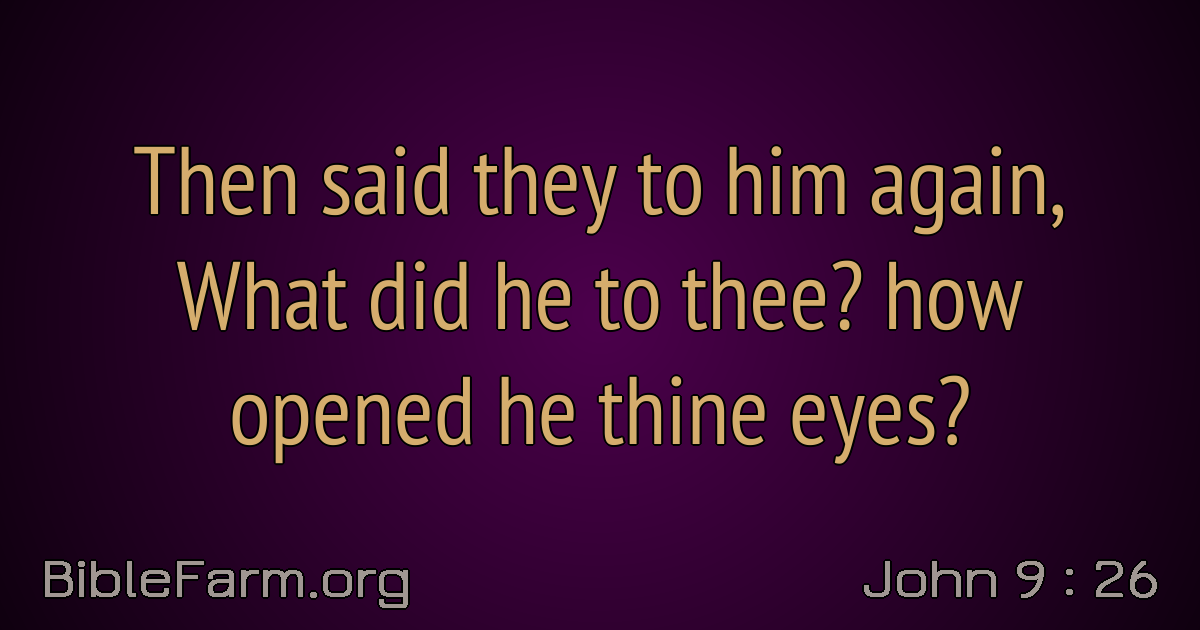 Then said they to him again,
What did he to thee? how
opened he thine eyes?
BibleFarm.org
John 9 : 26